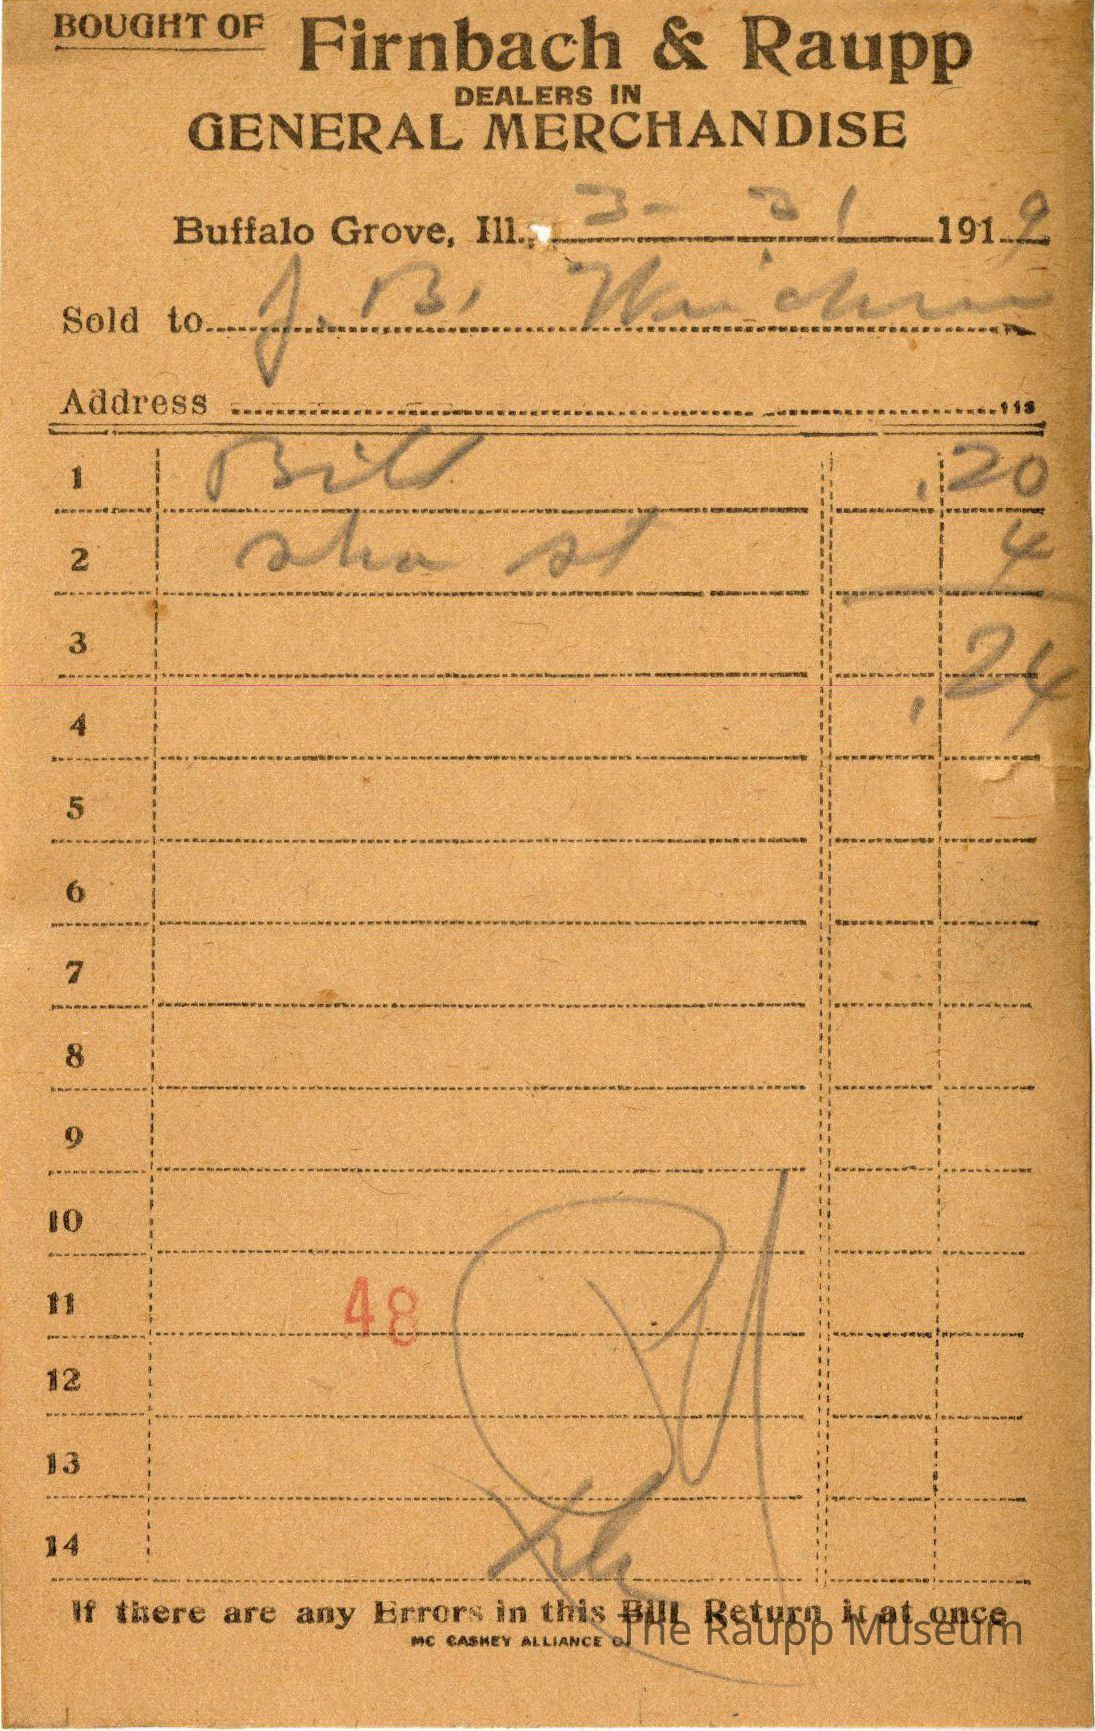 BOUGHT OF Firnbach & Raupp
DEALERS IN
GENERAL MERCHANDISE
Buffalo Grove, Ill., 3-31 1919
Sold to J. B.
Address
1 .20
2 4
3 .24
4
5
6
7
8
9
10
11 48
12
13
14
If there are any Errors in this Bill Return it at once
MC CASKEY ALLIANCE O.
The Raupp Museum